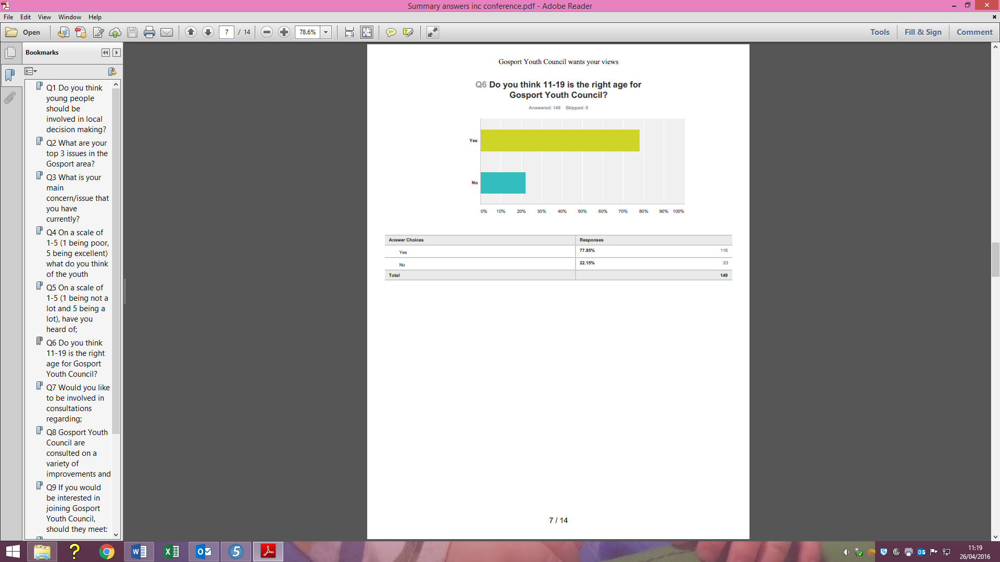 Summary answers inc conference.pdf - Adobe Reader
File Edit View Window Help
Open 7 / 14 78.6% Tools Fill & Sign Comment
Bookmarks
Q1 Do you think
young people
should be
involved in local
decision making?
Q2 What are your
top 3 issues in the
Gosport area?
Q3 What is your
main
concern/issue that
you have
currently?
Q4 On a scale of
1-5 (1 being poor,
5 being excellent)
what do you think
of the youth
Q5 On a scale of
1-5 (1 being not a
lot and 5 being a
lot), have you
heard of;
Q6 Do you think
11-19 is the right
age for Gosport
Youth Council?
Q7 Would you like
to be involved in
consultations
regarding;
Q8 Gosport Youth
Council are
consulted on a
variety of
improvements and
Q9 If you would
be interested in
joining Gosport
Youth Council,
should they meet:
Gosport Youth Council wants your views
Q6 Do you think 11-19 is the right age for
Gosport Youth Council?
Answered: 149 Skipped: 0
Yes
No
0% 10% 20% 30% 40% 50% 60% 70% 80% 90% 100%
Answer Choices Responses
Yes 77.85% 116
No 22.15% 33
Total 149
7 / 14
11:19
26/04/2016